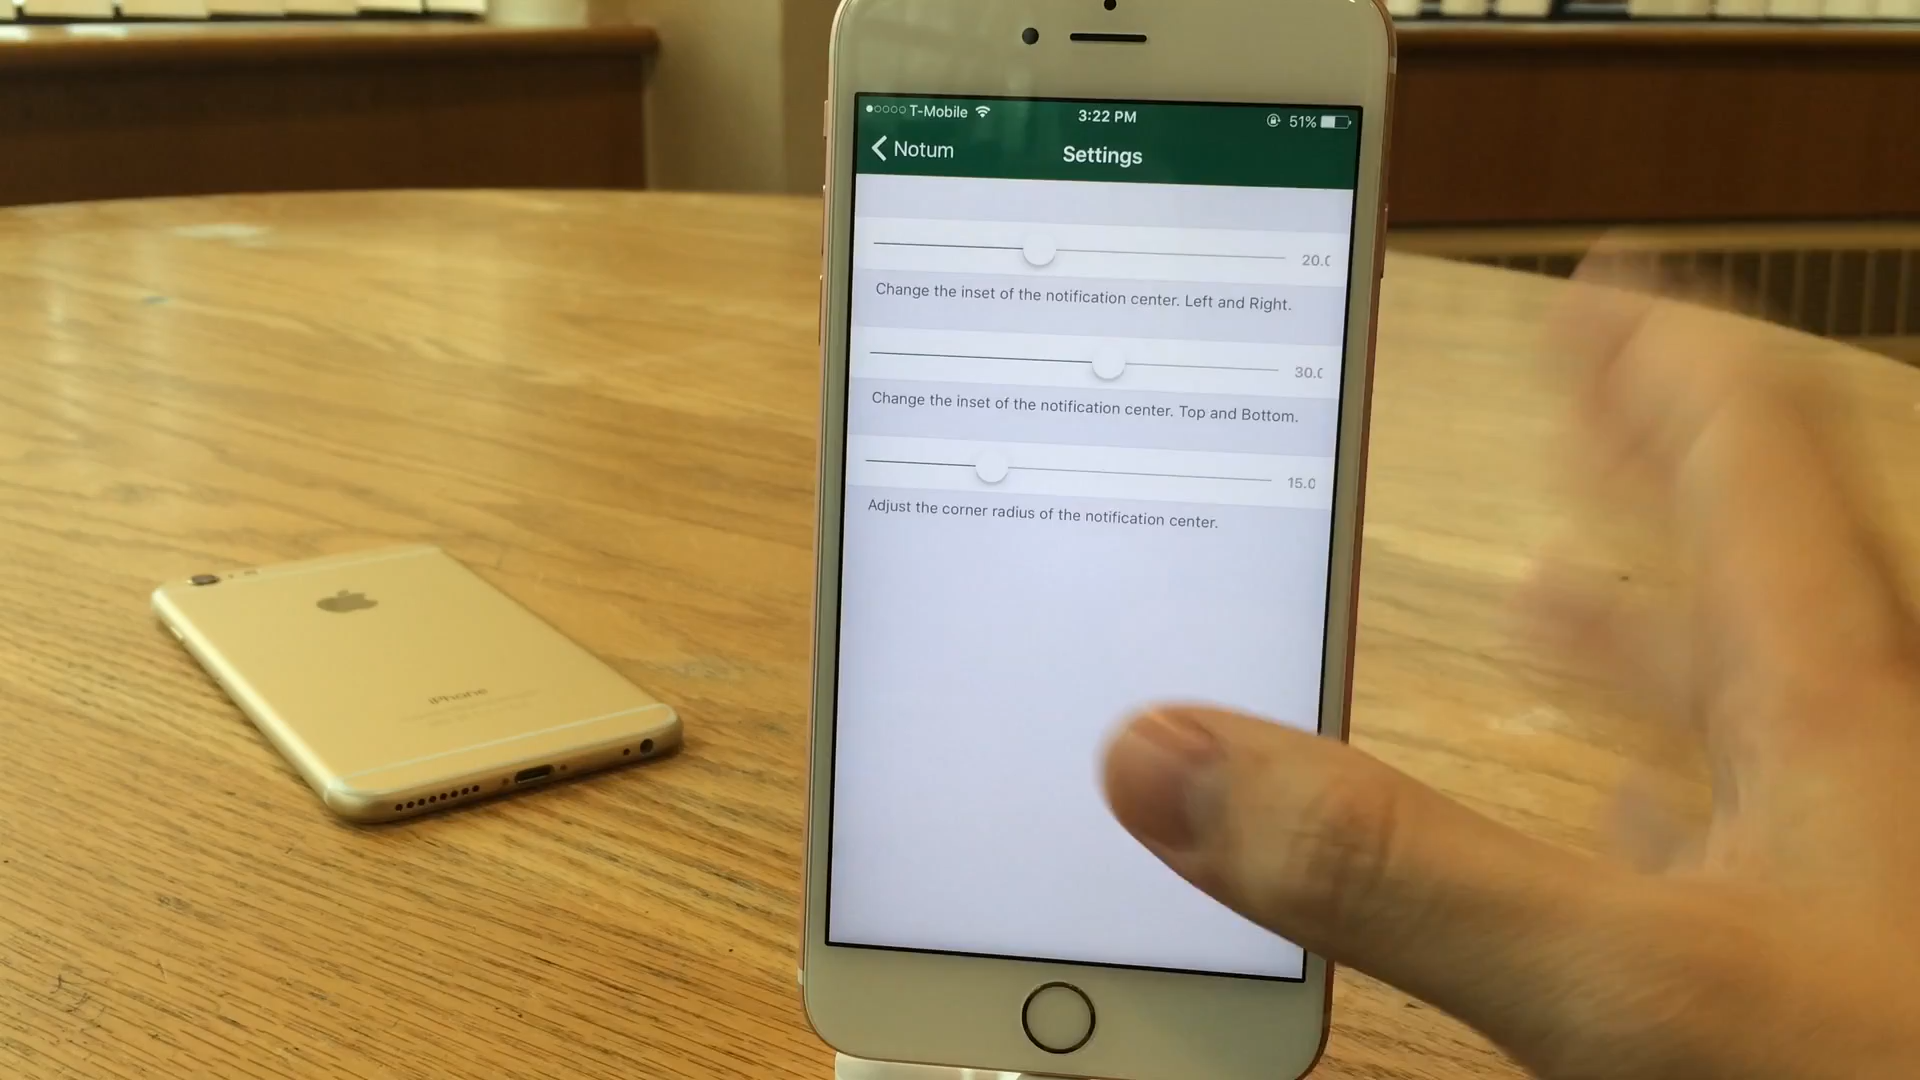 T-Mobile 3:22 PM 51%
Notum Settings
20.0
Change the inset of the notification center. Left and Right.
30.0
Change the inset of the notification center. Top and Bottom.
15.0
Adjust the corner radius of the notification center.
iPhone